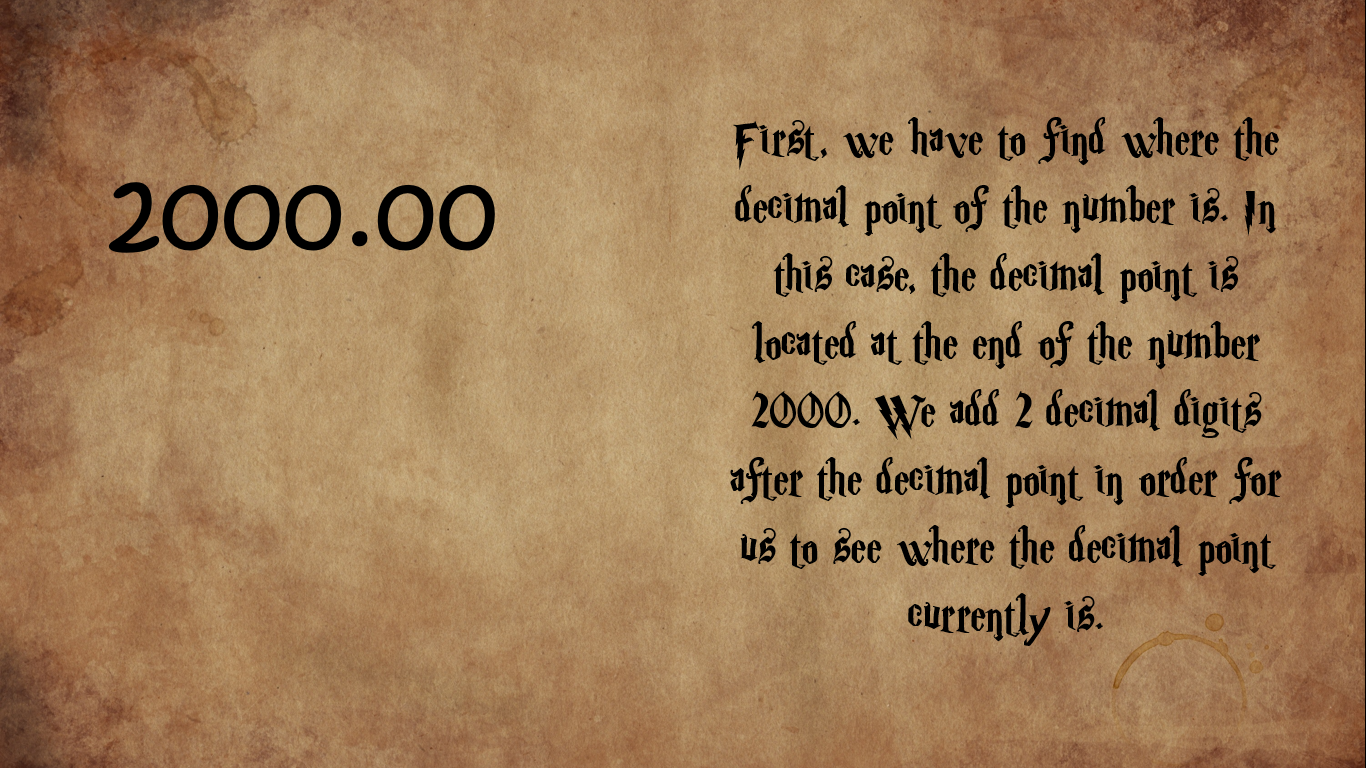 2000.00
First, we have to find where the
decimal point of the number is. In
this case, the decimal point is
located at the end of the number
2000. We add 2 decimal digits
after the decimal point in order for
us to see where the decimal point
currently is.